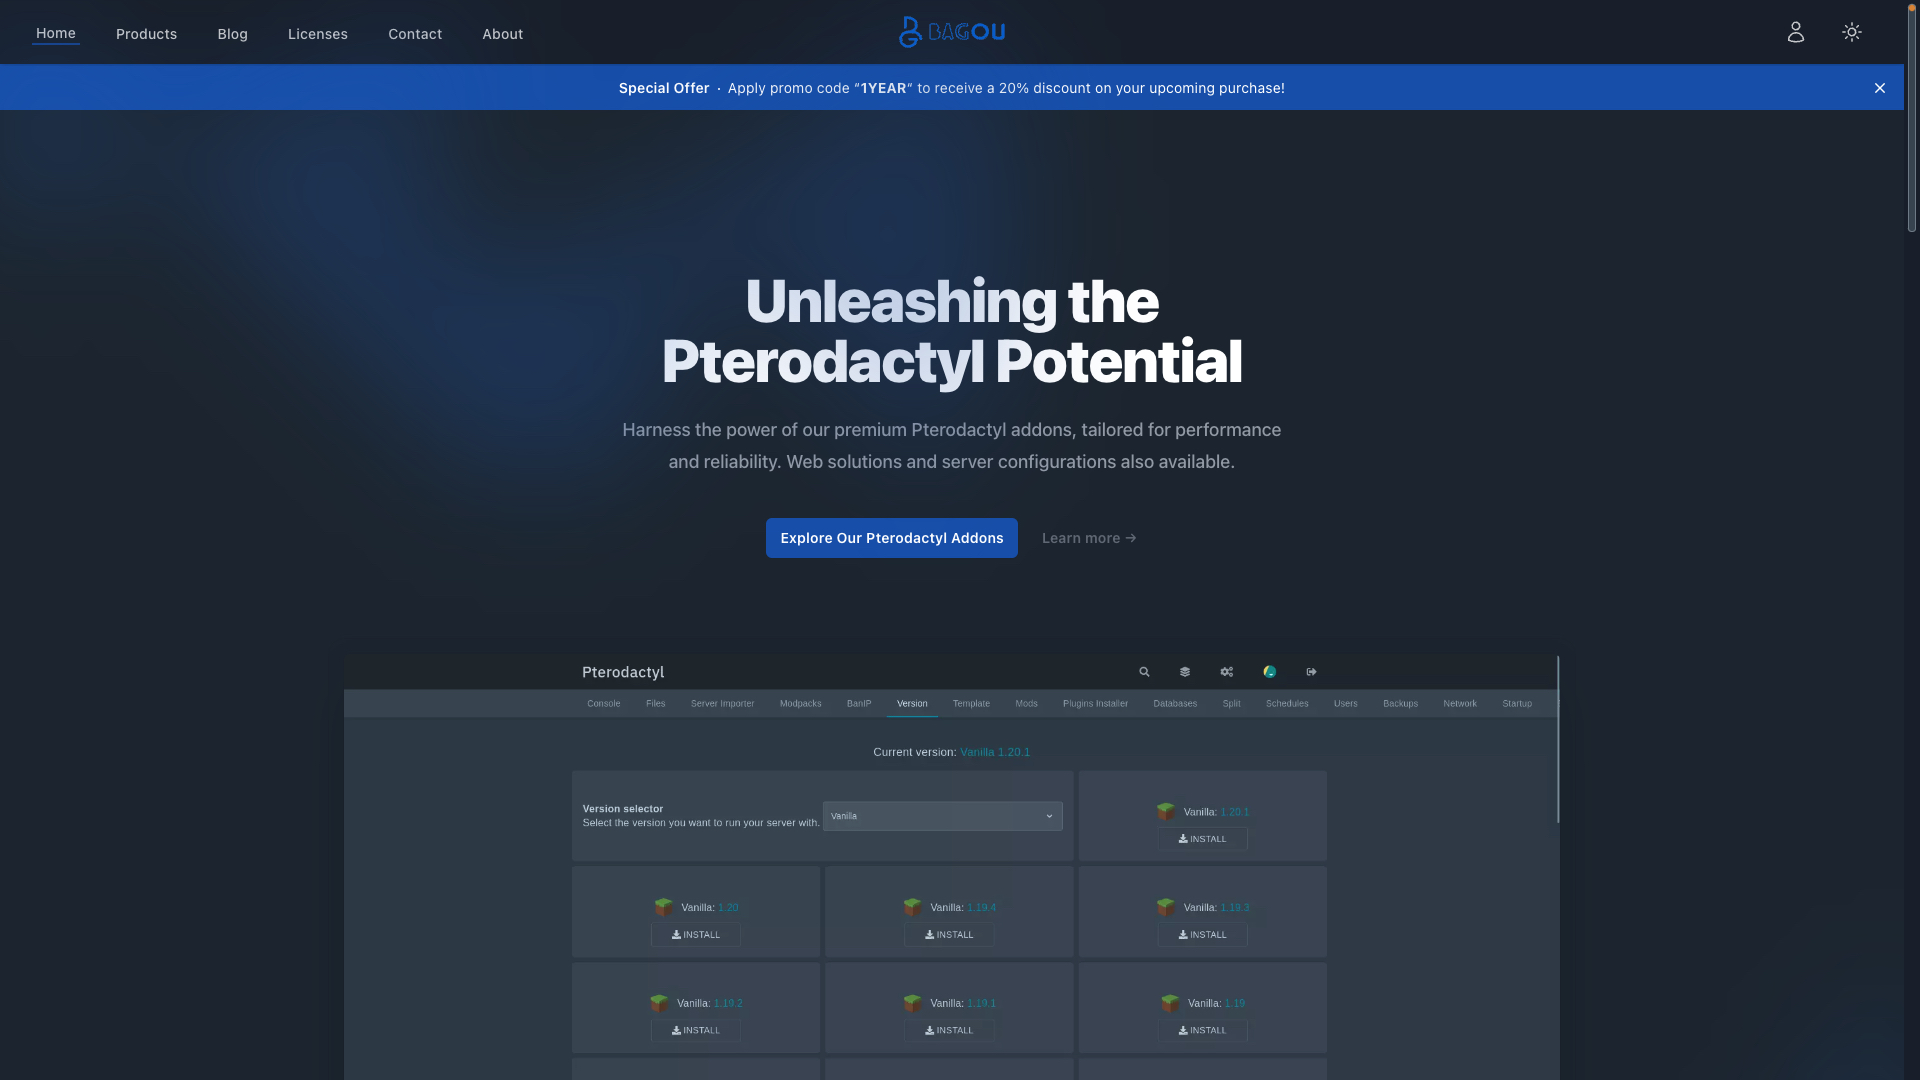 Home
Products
Blog
Licenses
Contact
About
BAGOU
Special Offer · Apply promo code “1YEAR” to receive a 20% discount on your upcoming purchase!
Unleashing the
Pterodactyl Potential
Harness the power of our premium Pterodactyl addons, tailored for performance
and reliability. Web solutions and server configurations also available.
Explore Our Pterodactyl Addons
Learn more →
Pterodactyl
Console
Files
Server Importer
Modpacks
BanIP
Version
Template
Mods
Plugins Installer
Databases
Split
Schedules
Users
Backups
Network
Startup
Current version: Vanilla 1.20.1
Version selector
Select the version you want to run your server with.
Vanilla
Vanilla: 1.20.1
INSTALL
Vanilla: 1.20
INSTALL
Vanilla: 1.19.4
INSTALL
Vanilla: 1.19.3
INSTALL
Vanilla: 1.19.2
INSTALL
Vanilla: 1.19.1
INSTALL
Vanilla: 1.19
INSTALL